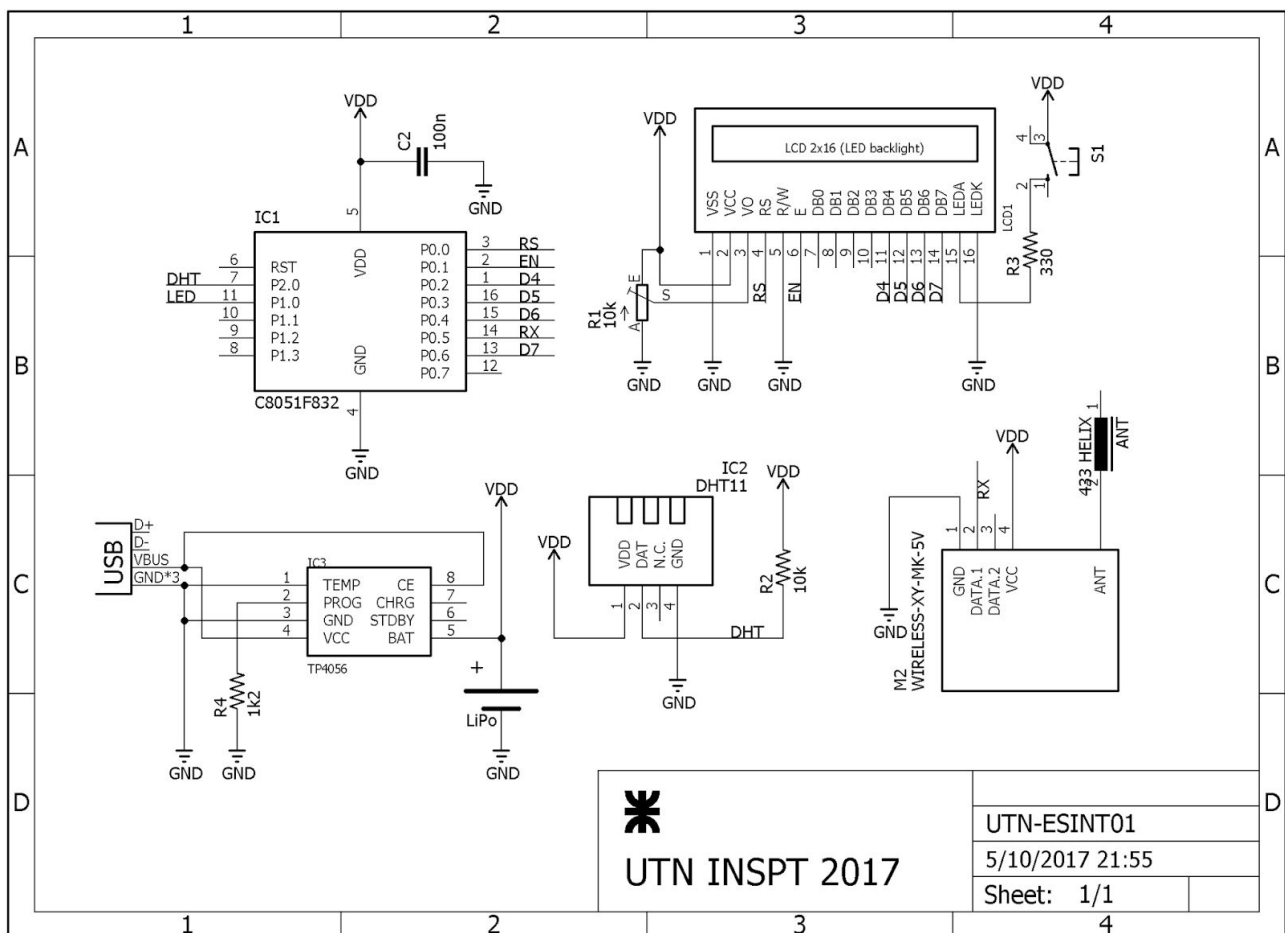 1 2 3 4
A
A
B
B
C
C
D
D
1 2 3 4
VDD
C2
100n
GND
IC1
5
VDD
6 RST
DHT 7 P2.0
LED 11 P1.0
10 P1.1
9 P1.2
8 P1.3
P0.0 3 RS
P0.1 2 EN
P0.2 1 D4
P0.3 16 D5
P0.4 15 D6
P0.5 14 RX
P0.6 13 D7
P0.7 12
GND
C8051F832
4
GND
VDD
LCD 2x16 (LED backlight)
VSS VCC VO RS R/W E DB0 DB1 DB2 DB3 DB4 DB5 DB6 DB7 LEDA LEDK
LCD1
1 2 3 4 5 6 7 8 9 10 11 12 13 14 15 16
RS EN D4 D5 D6 D7
E
S
A
R1
10k
GND GND GND GND
VDD
4 3
S1
2 1
R3
330
USB
D+
D-
VBUS
GND*3
IC3
1 TEMP CE 8
2 PROG CHRG 7
3 GND STDBY 6
4 VCC BAT 5
TP4056
R4
1k2
GND GND
VDD
+
LiPo
GND
IC2
DHT11
VDD
VDD DAT N.C. GND
1 2 3 4
DHT
GND
VDD
R2
10k
VDD
RX
1 2 3 4
GND DATA.1 DATA.2 VCC ANT
GND
M2
WIRELESS-XY-MK-5V
1
433 HELIX
ANT
2
UTN INSPT 2017
UTN-ESINT01
5/10/2017 21:55
Sheet: 1/1